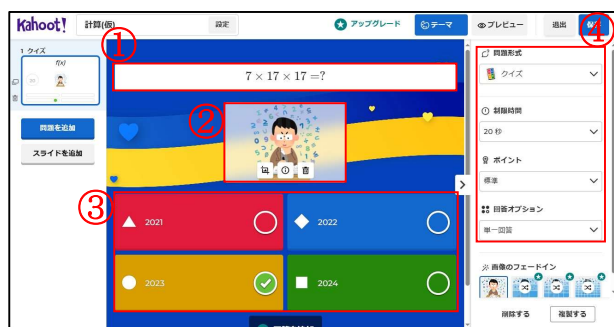 Kahoot! 計算(仮) 設定 アップグレード テーマ プレビュー 退出
① ④
1 クイズ
f(x)
問題を追加
スライドを追加
7 × 17 × 17 =?
②
③
2021
2022
2023
2024
問題形式
クイズ
制限時間
20 秒
ポイント
標準
回答オプション
単一回答
画像のフェードイン
削除する 複製する